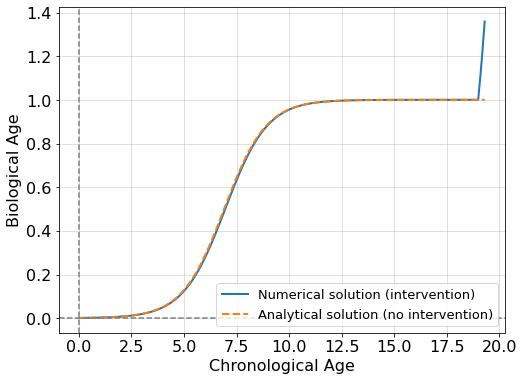 1.4
1.2
1.0
0.8
0.6
0.4
0.2
0.0
Biological Age
Numerical solution (intervention)
Analytical solution (no intervention)
0.0 2.5 5.0 7.5 10.0 12.5 15.0 17.5 20.0
Chronological Age